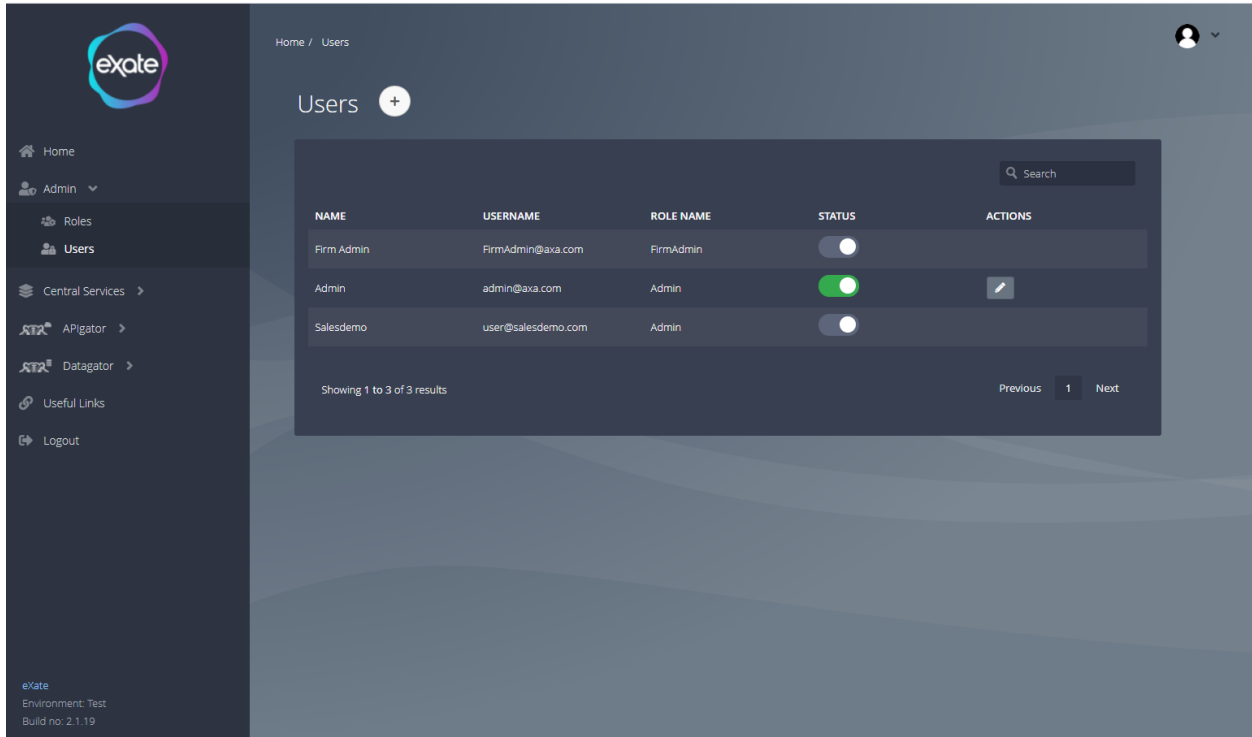 eXate
Home / Users
Users +
Home
Admin
Roles
Users
Central Services
APIgator
Datagator
Useful Links
Logout
Search
NAME USERNAME ROLE NAME STATUS ACTIONS
Firm Admin FirmAdmin@axa.com FirmAdmin
Admin admin@axa.com Admin
Salesdemo user@salesdemo.com Admin
Showing 1 to 3 of 3 results
Previous 1 Next
eXate
Environment: Test
Build no: 2.1.19